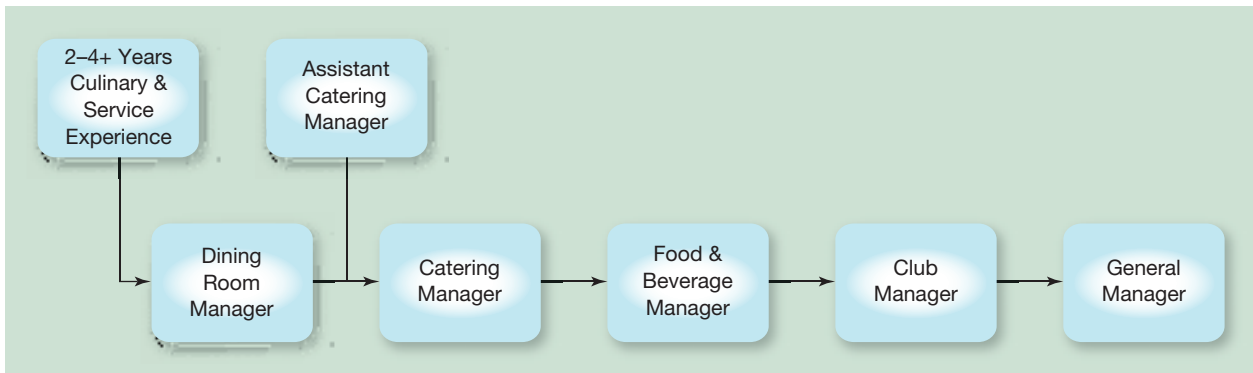 2–4+ Years
Culinary &
Service
Experience
Assistant
Catering
Manager
Dining
Room
Manager
Catering
Manager
Food &
Beverage
Manager
Club
Manager
General
Manager